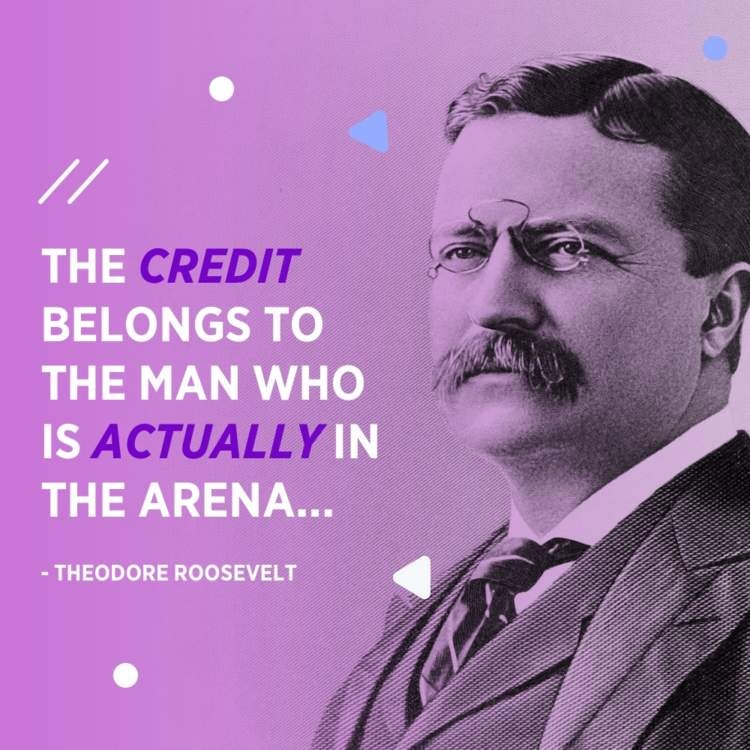 THE CREDIT
BELONGS TO
THE MAN WHO
IS ACTUALLY IN
THE ARENA...
- THEODORE ROOSEVELT